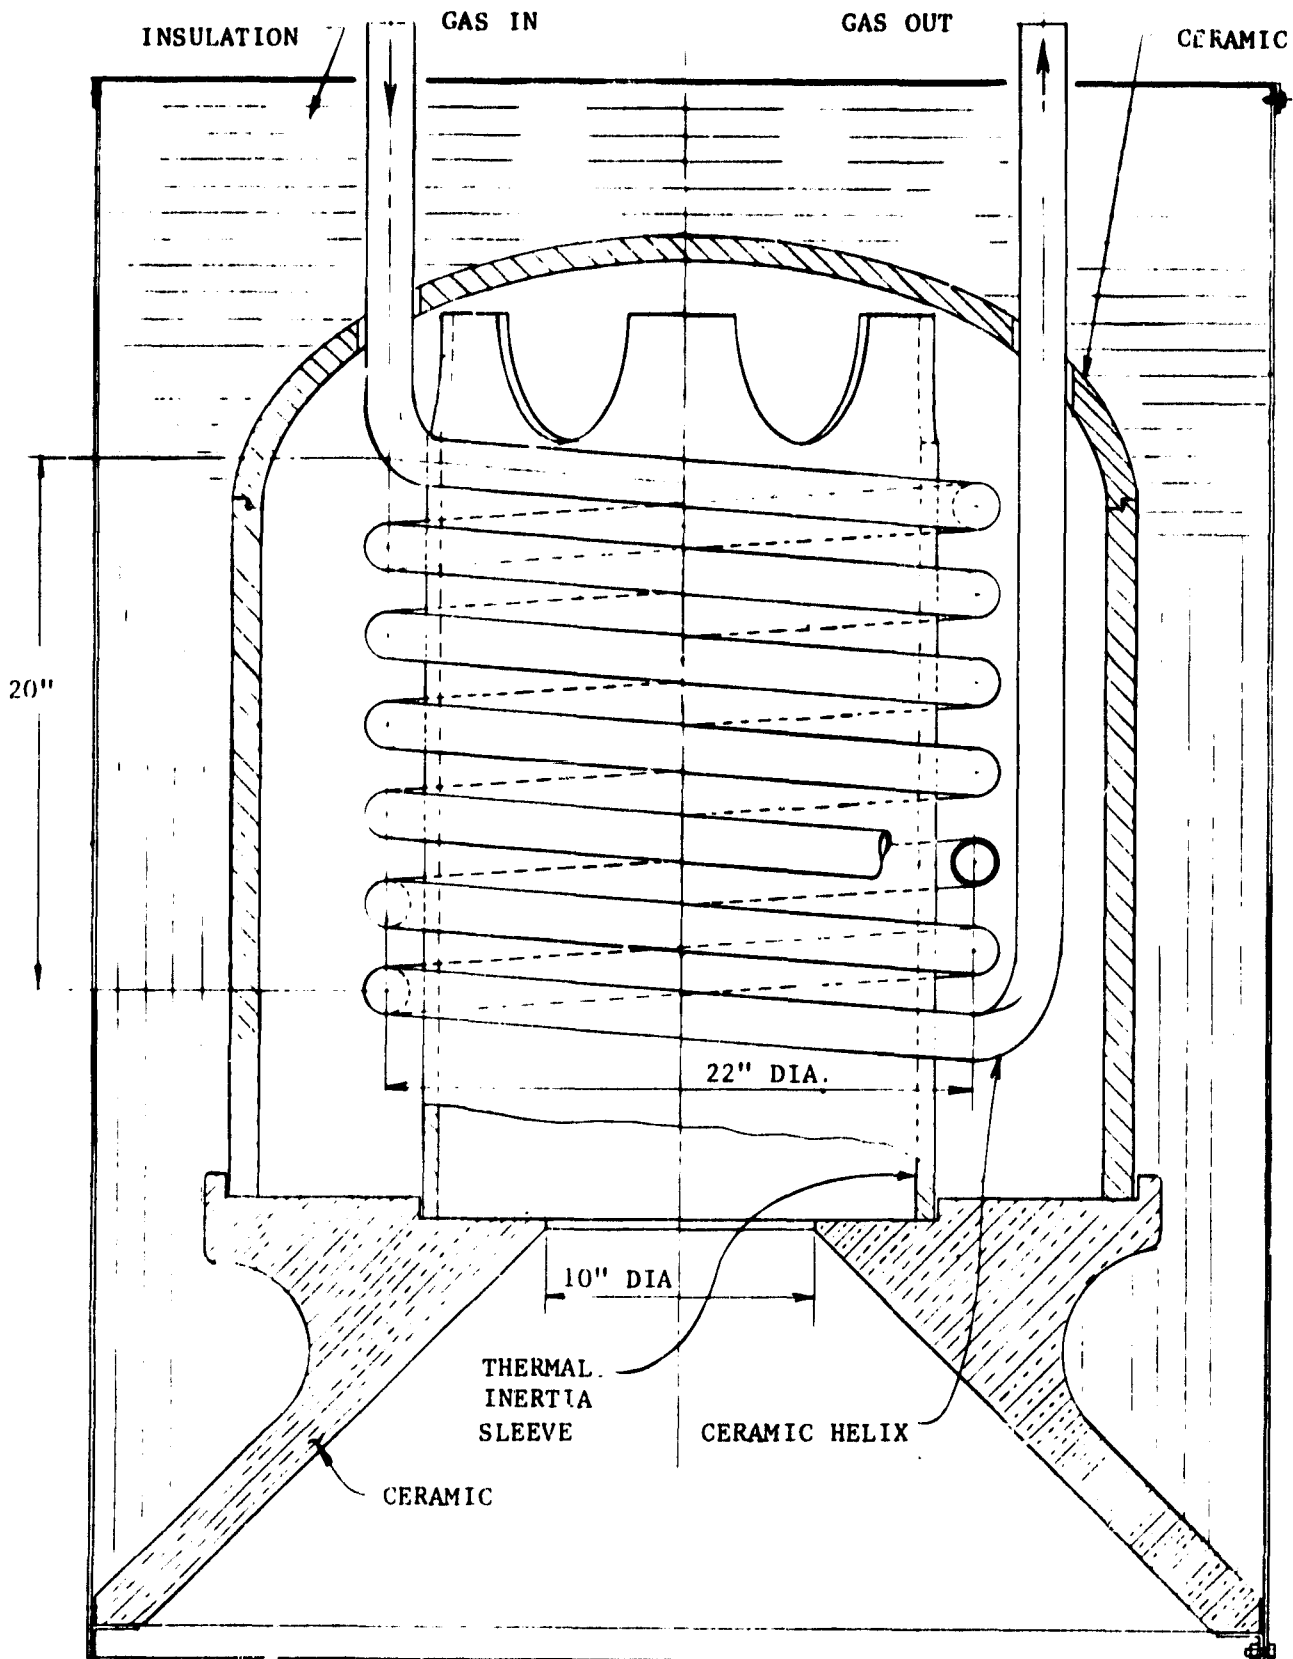 GAS IN
GAS OUT
INSULATION
CERAMIC
20"
22" DIA.
10" DIA
THERMAL
INERTIA
SLEEVE
CERAMIC HELIX
CERAMIC